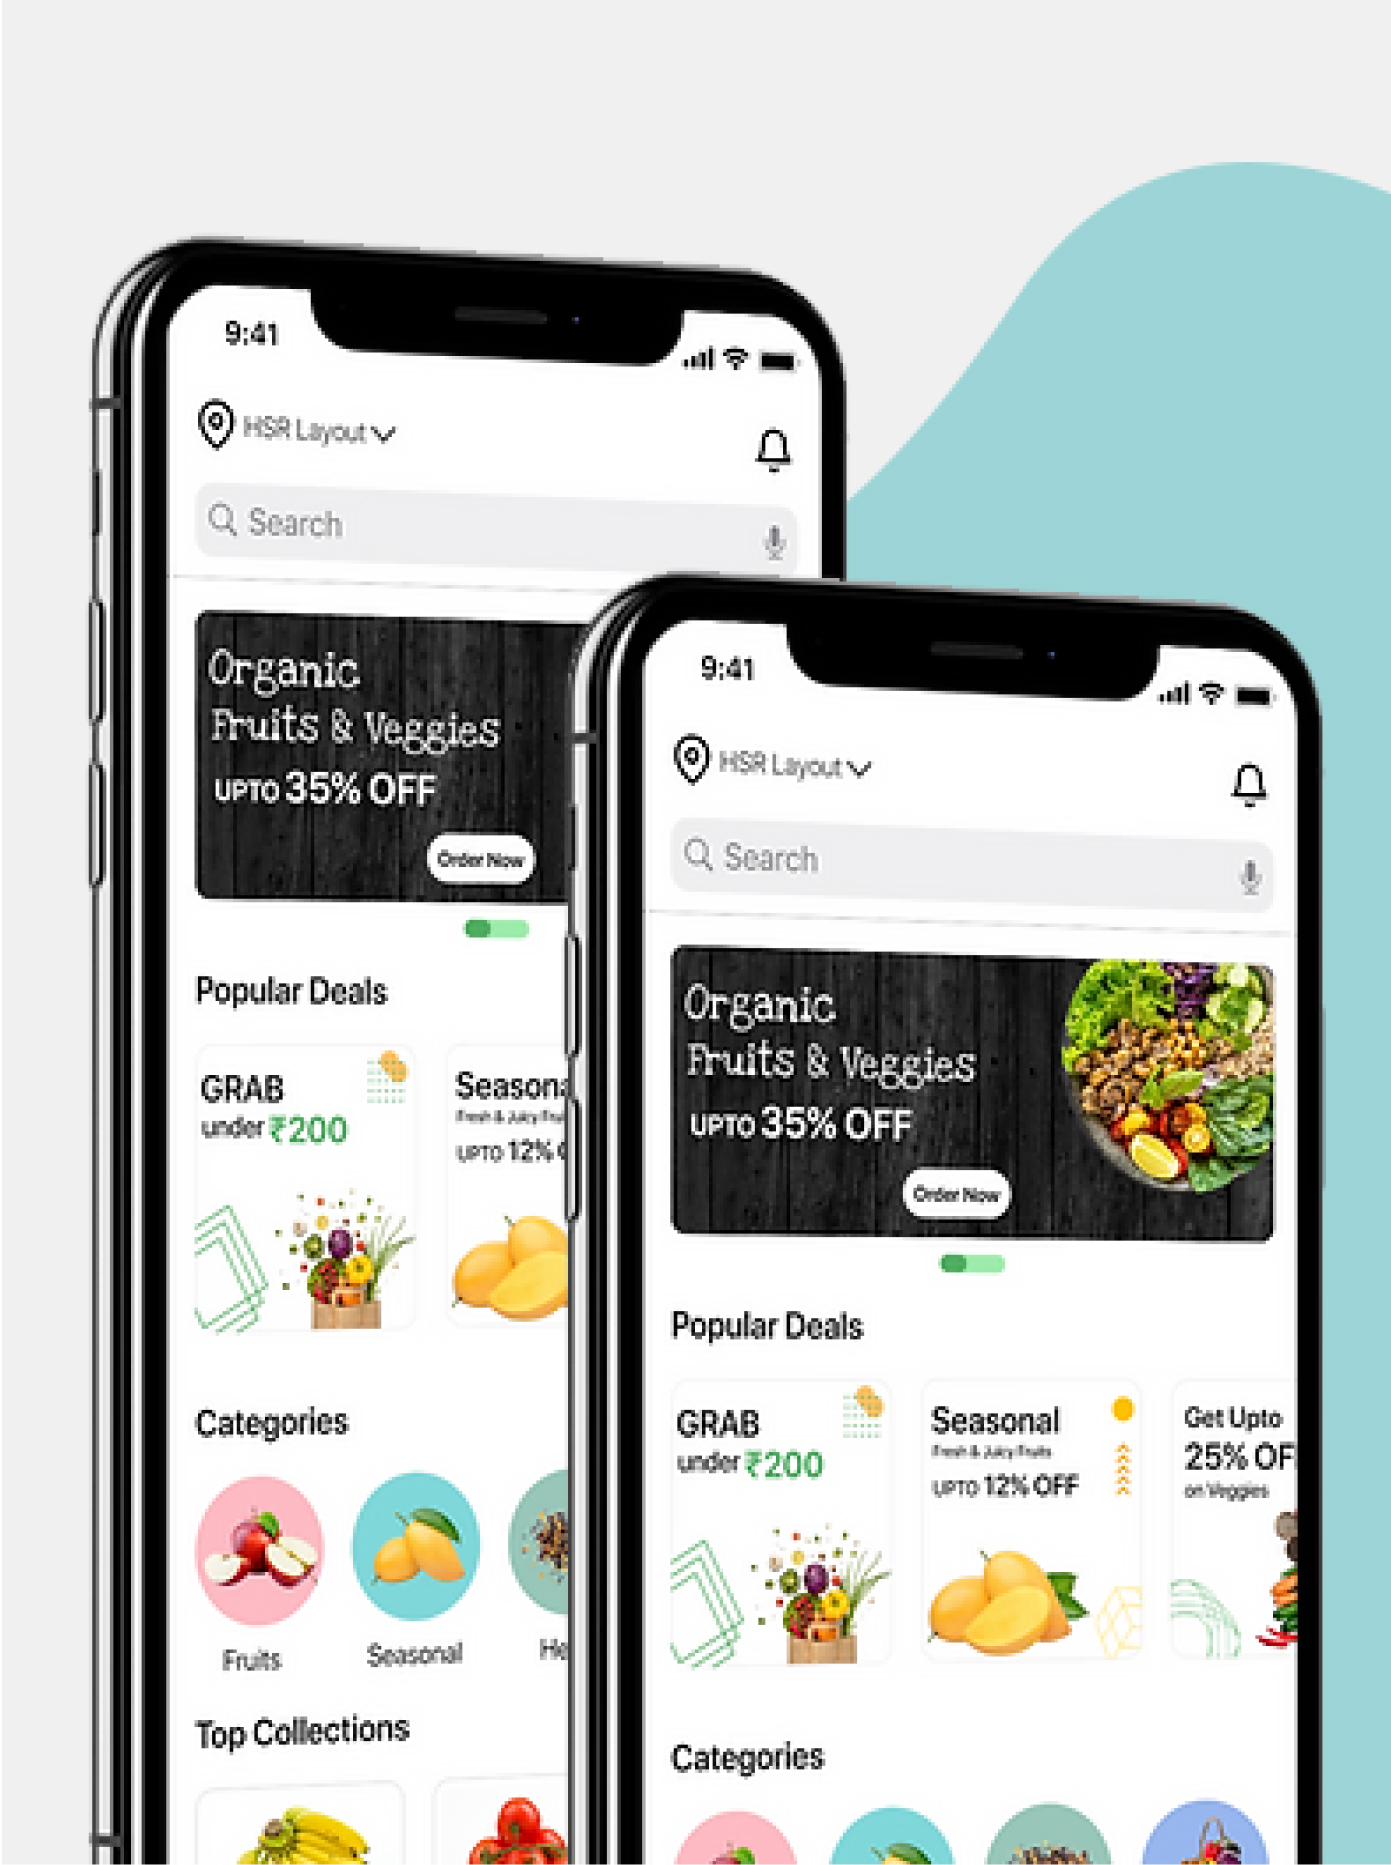 9:41
HSR Layout
Search
Organic
Fruits & Veggies
UPTO 35% OFF
Order Now
Popular Deals
GRAB
under ₹200
Seasona
Fresh & Juicy Fru
UPTO 12%
Categories
Fruits
Seasonal
He
Top Collections
9:41
HSR Layout
Search
Organic
Fruits & Veggies
UPTO 35% OFF
Order Now
Popular Deals
GRAB
under ₹200
Seasonal
Fresh & Juicy Fruits
UPTO 12% OFF
Get Upto
25% OF
on Veggies
Categories